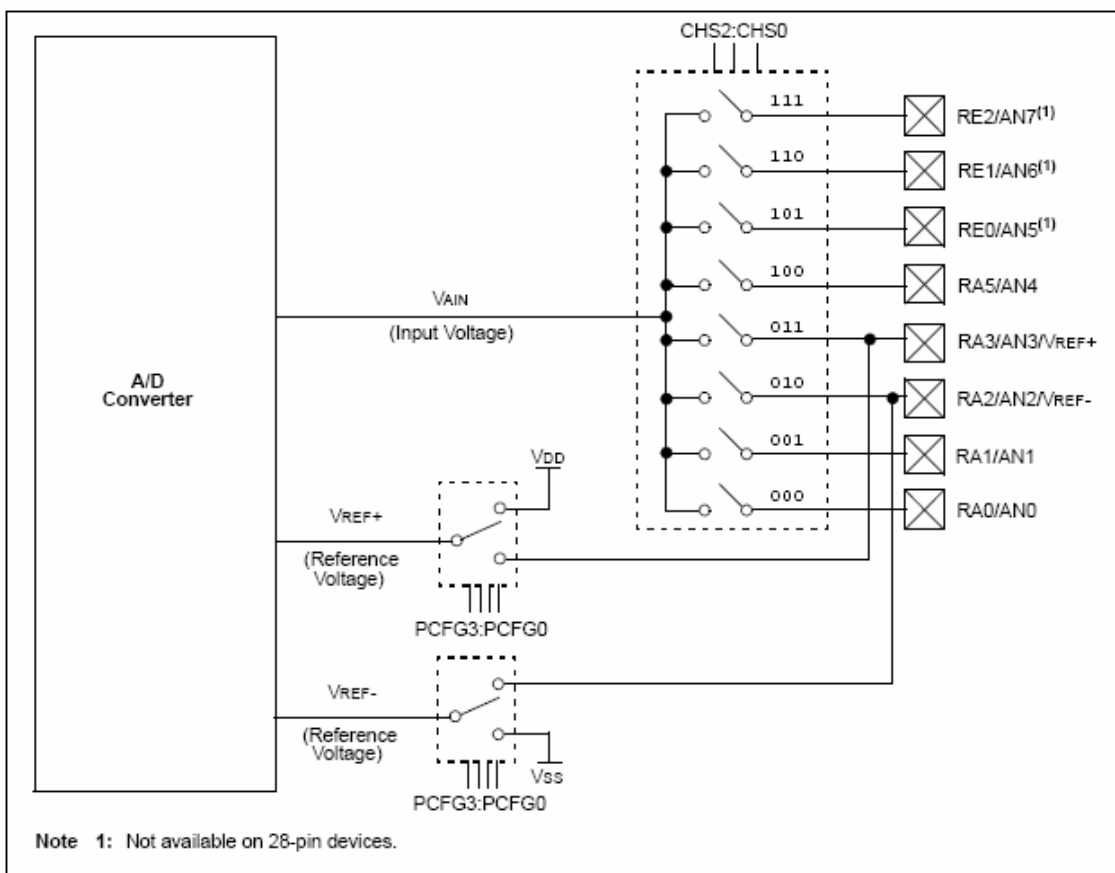 CHS2:CHS0
111
RE2/AN7(1)
110
RE1/AN6(1)
101
RE0/AN5(1)
100
RA5/AN4
VAIN
(Input Voltage)
011
RA3/AN3/VREF+
A/D
Converter
010
RA2/AN2/VREF-
001
RA1/AN1
VDD
000
RA0/AN0
VREF+
(Reference
Voltage)
PCFG3:PCFG0
VREF-
(Reference
Voltage)
VSS
PCFG3:PCFG0
Note 1: Not available on 28-pin devices.